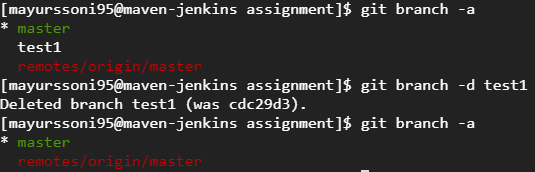 [mayurssoni95@maven-jenkins assignment]$ git branch -a
* master
  test1
  remotes/origin/master
[mayurssoni95@maven-jenkins assignment]$ git branch -d test1
Deleted branch test1 (was cdc29d3).
[mayurssoni95@maven-jenkins assignment]$ git branch -a
* master
  remotes/origin/master